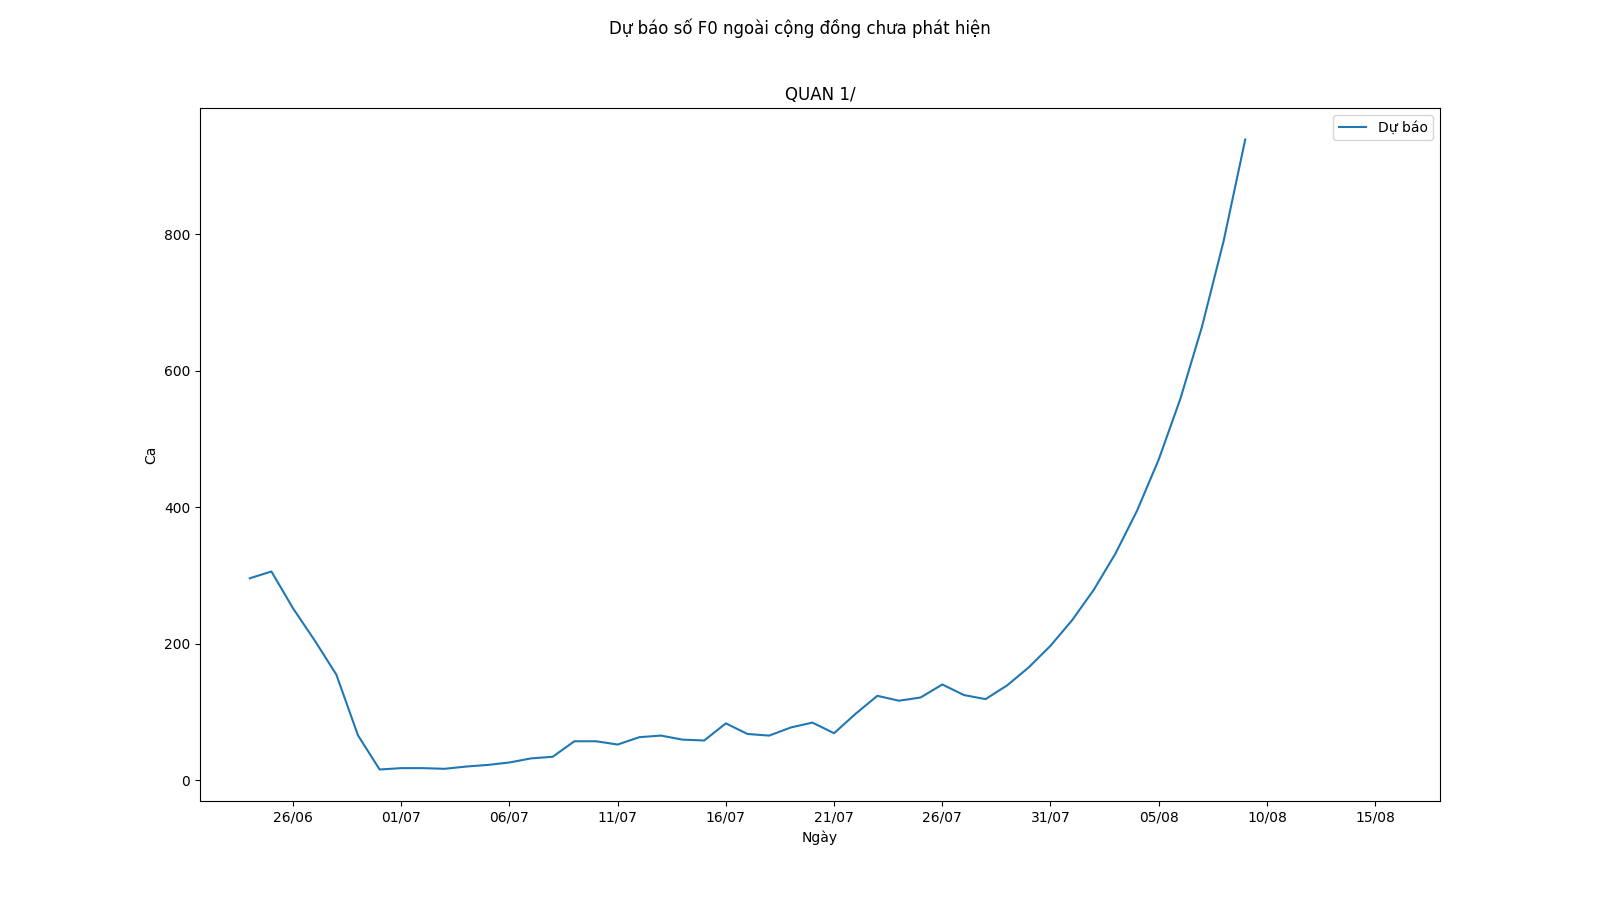 Dự báo số F0 ngoài cộng đồng chưa phát hiện
QUAN 1/
Dự báo
800
600
400
200
0
Ca
26/06 01/07 06/07 11/07 16/07 21/07 26/07 31/07 05/08 10/08 15/08
Ngày